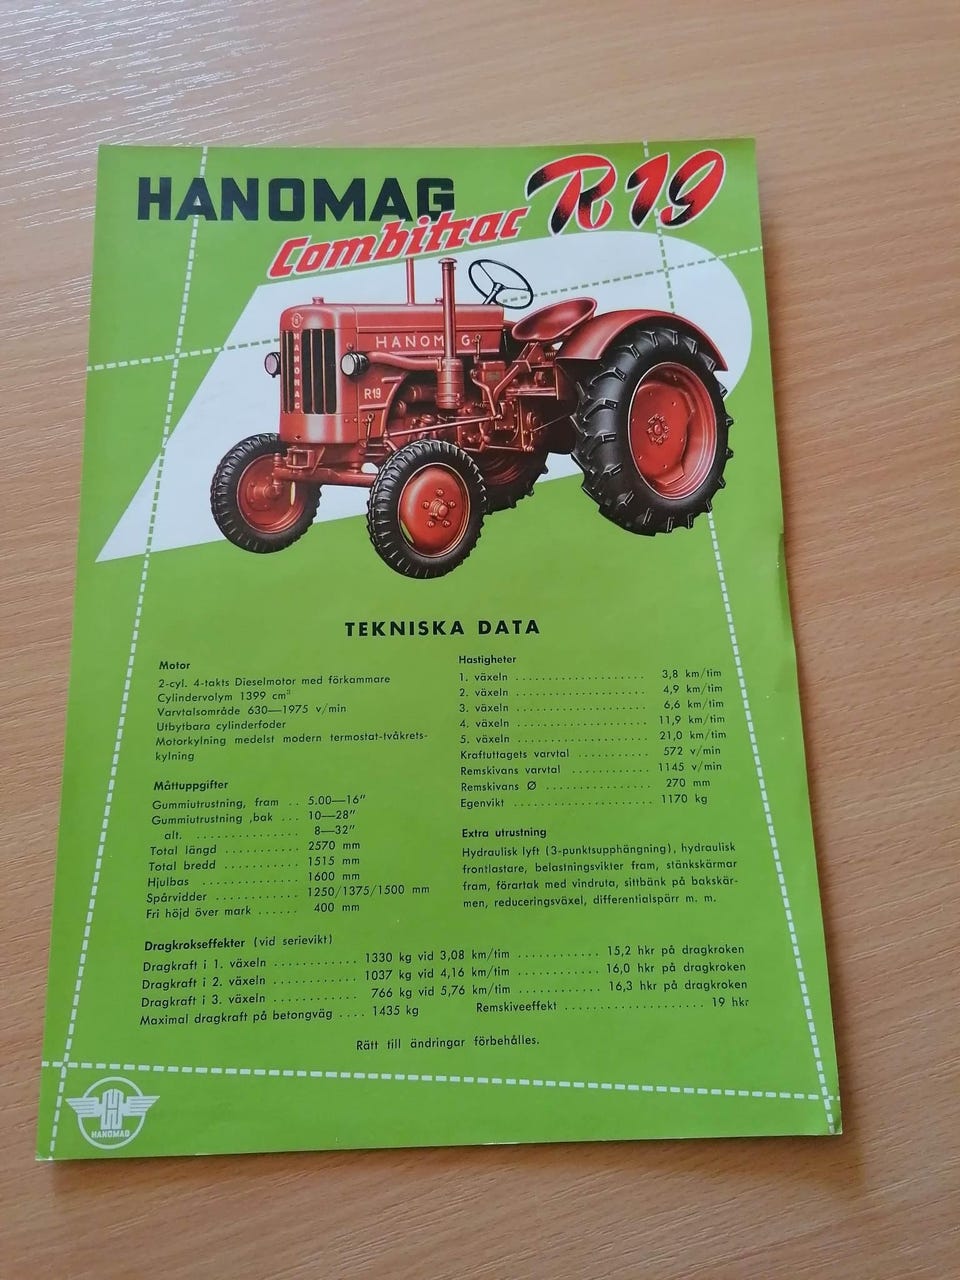 HANOMAG
Combitrac R19
H
HANOMAG
HANOMAG
R19
TEKNISKA DATA
Motor
2-cyl. 4-takts Dieselmotor med förkammare
Cylindervolym 1399 cm³
Varvtalsområde 630—1975 v/min
Utbytbara cylinderfoder
Motorkylning medelst modern termostat-tvåkrets-
kylning
Måttuppgifter
Gummiutrustning, fram .. 5.00—16"
Gummiutrustning ,bak ... 10—28"
alt. ............... 8—32"
Total längd ........... 2570 mm
Total bredd ........... 1515 mm
Hjulbas .............. 1600 mm
Spårvidder ............ 1250/1375/1500 mm
Fri höjd över mark ...... 400 mm
Hastigheter
1. växeln .................... 3,8 km/tim
2. växeln .................... 4,9 km/tim
3. växeln .................... 6,6 km/tim
4. växeln .................... 11,9 km/tim
5. växeln .................... 21,0 km/tim
Kraftuttagets varvtal .......... 572 v/min
Remskivans varvtal ............ 1145 v/min
Remskivans Ø ................ 270 mm
Egenvikt ..................... 1170 kg
Extra utrustning
Hydraulisk lyft (3-punktsupphängning), hydraulisk
frontlastare, belastningsvikter fram, stänkskärmar
fram, förartak med vindruta, sittbänk på bakskär-
men, reduceringsväxel, differentialspärr m. m.
Dragkrokseffekter (vid serievikt)
Dragkraft i 1. växeln ............ 1330 kg vid 3,08 km/tim ............ 15,2 hkr på dragkroken
Dragkraft i 2. växeln ............ 1037 kg vid 4,16 km/tim ............ 16,0 hkr på dragkroken
Dragkraft i 3. växeln ............ 766 kg vid 5,76 km/tim ............ 16,3 hkr på dragkroken
Maximal dragkraft på betongväg .... 1435 kg Remskiveeffekt .................... 19 hkr
Rätt till ändringar förbehålles.
HANOMAG